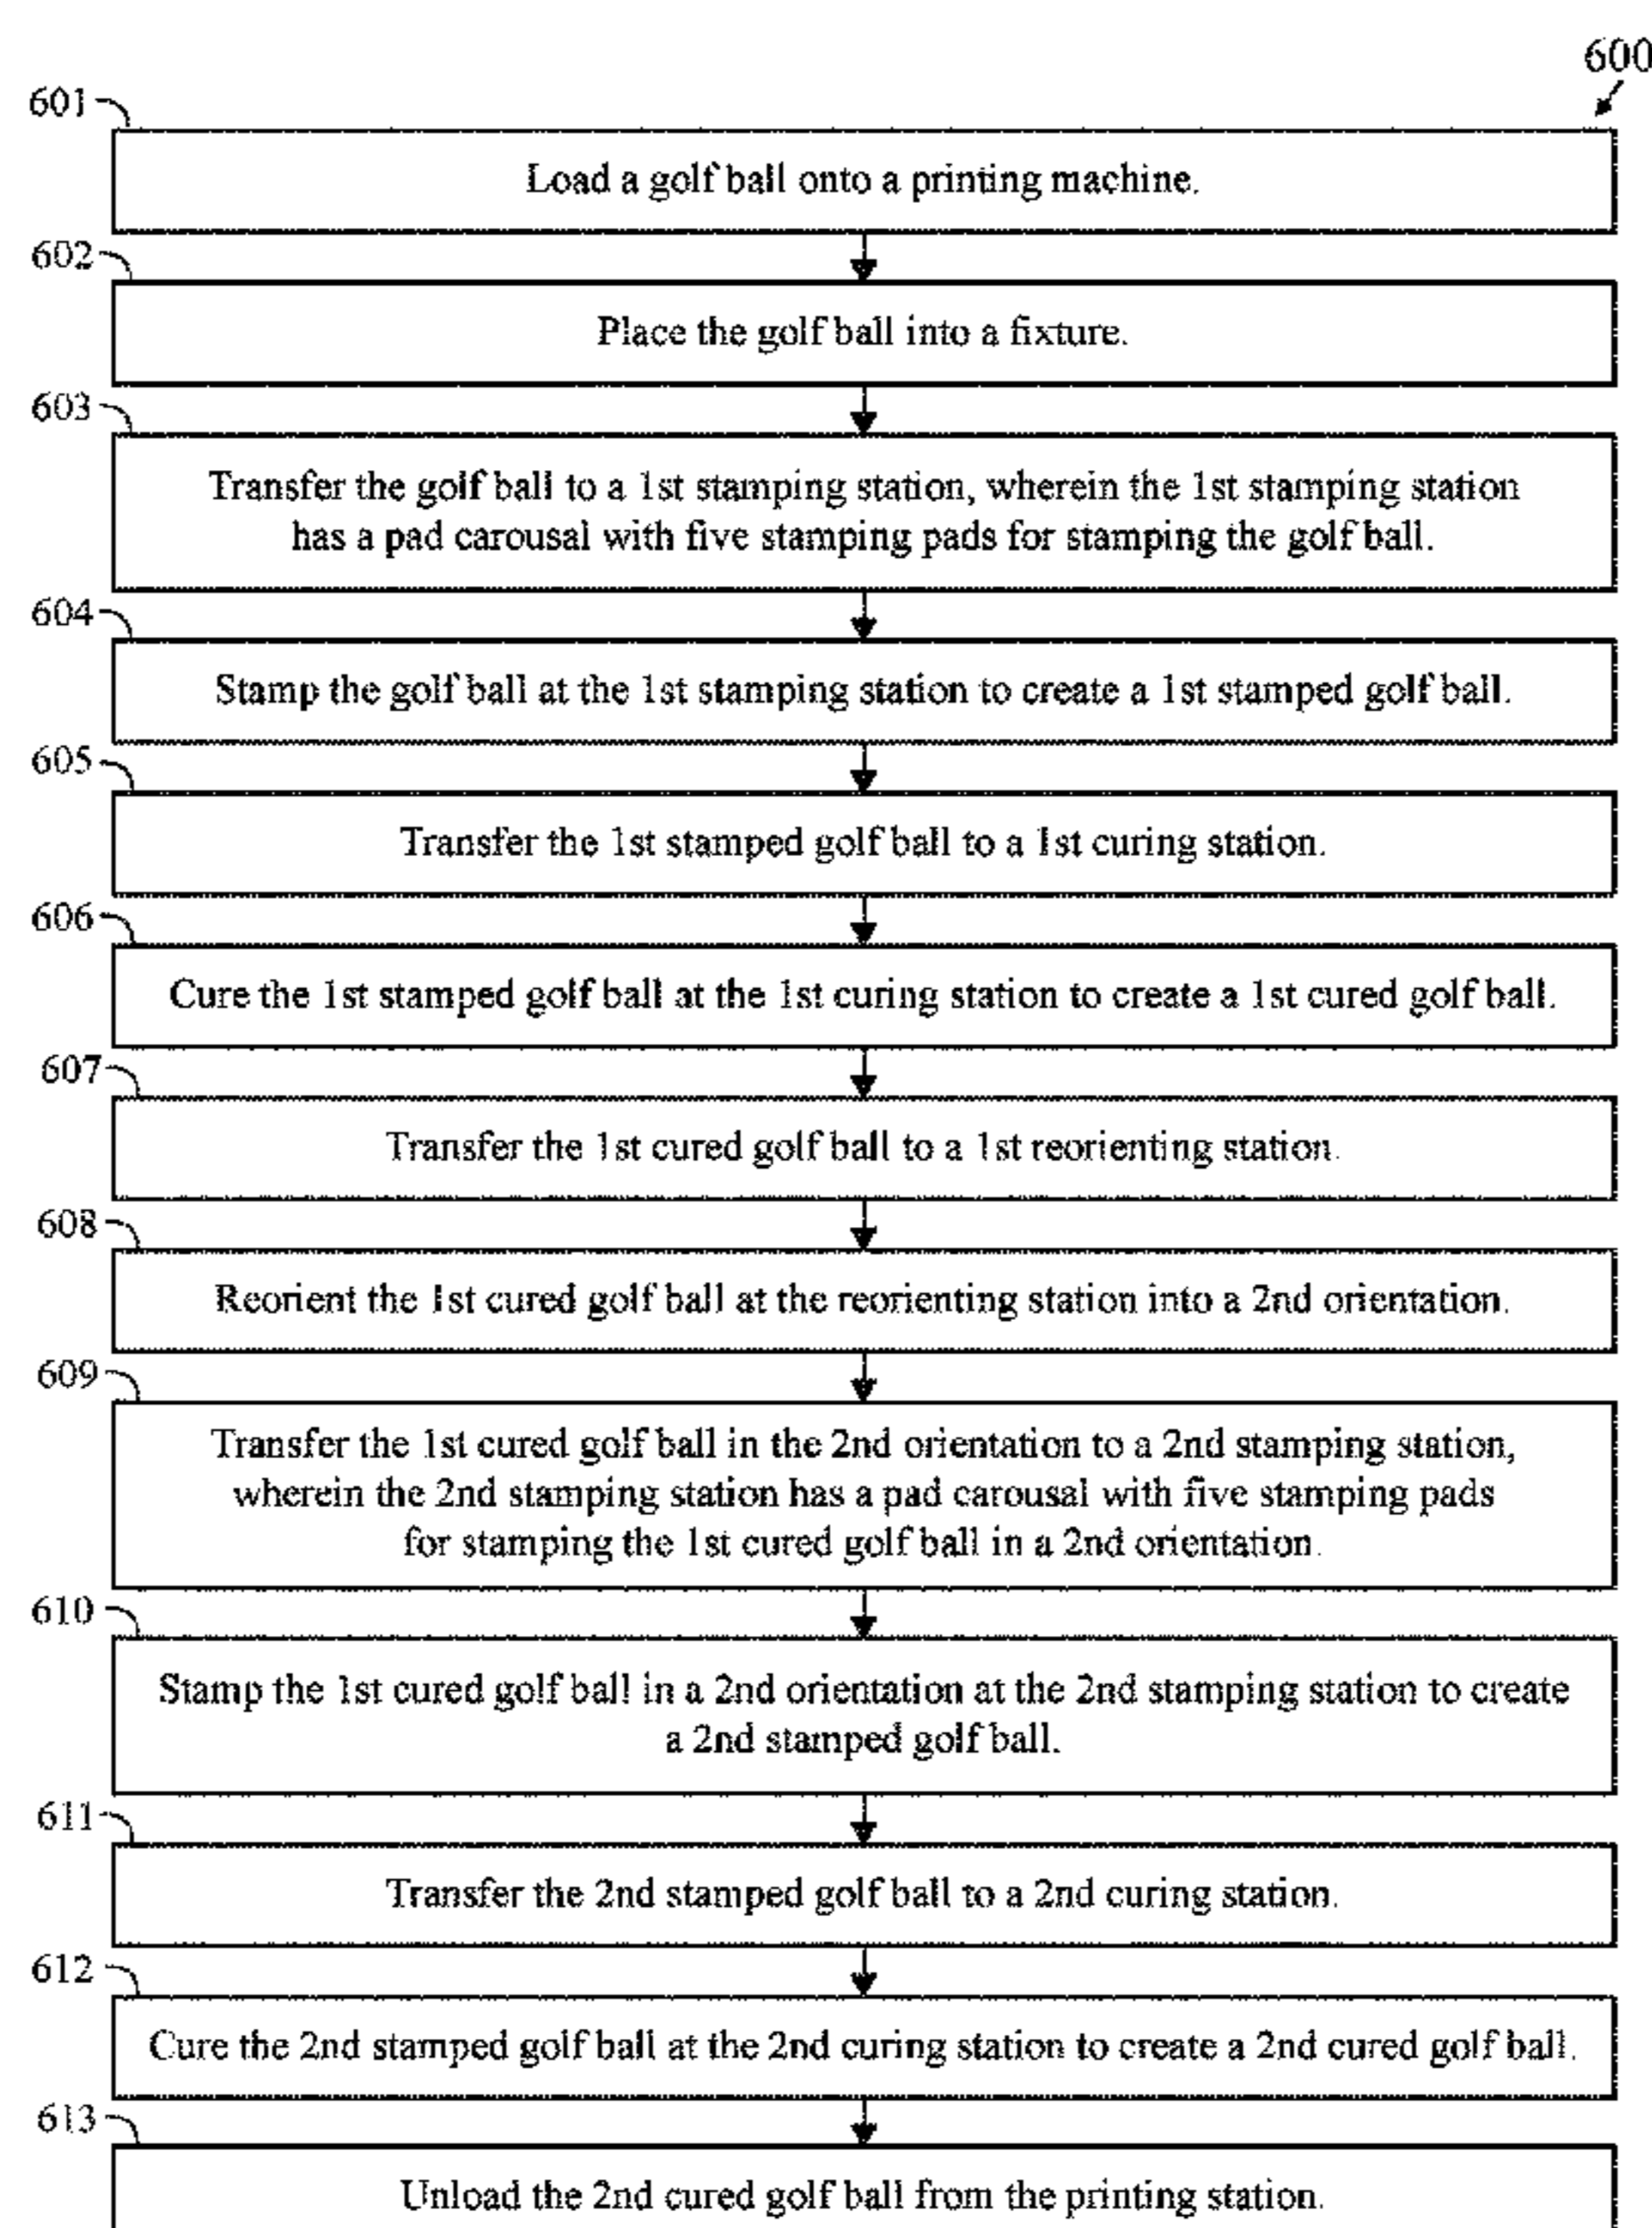 600
601
Load a golf ball onto a printing machine.
602
Place the golf ball into a fixture.
603
Transfer the golf ball to a 1st stamping station, wherein the 1st stamping station
has a pad carousal with five stamping pads for stamping the golf ball.
604
Stamp the golf ball at the 1st stamping station to create a 1st stamped golf ball.
605
Transfer the 1st stamped golf ball to a 1st curing station.
606
Cure the 1st stamped golf ball at the 1st curing station to create a 1st cured golf ball.
607
Transfer the 1st cured golf ball to a 1st reorienting station.
608
Reorient the 1st cured golf ball at the reorienting station into a 2nd orientation.
609
Transfer the 1st cured golf ball in the 2nd orientation to a 2nd stamping station,
wherein the 2nd stamping station has a pad carousal with five stamping pads
for stamping the 1st cured golf ball in a 2nd orientation.
610
Stamp the 1st cured golf ball in a 2nd orientation at the 2nd stamping station to create
a 2nd stamped golf ball.
611
Transfer the 2nd stamped golf ball to a 2nd curing station.
612
Cure the 2nd stamped golf ball at the 2nd curing station to create a 2nd cured golf ball.
613
Unload the 2nd cured golf ball from the printing station.